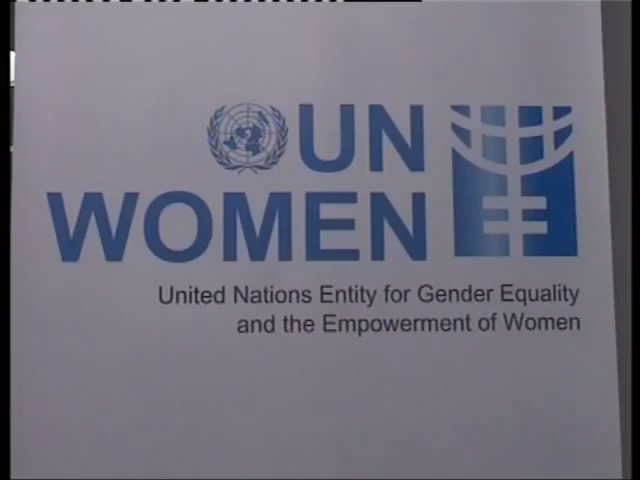 UN
WOMEN
United Nations Entity for Gender Equality
and the Empowerment of Women